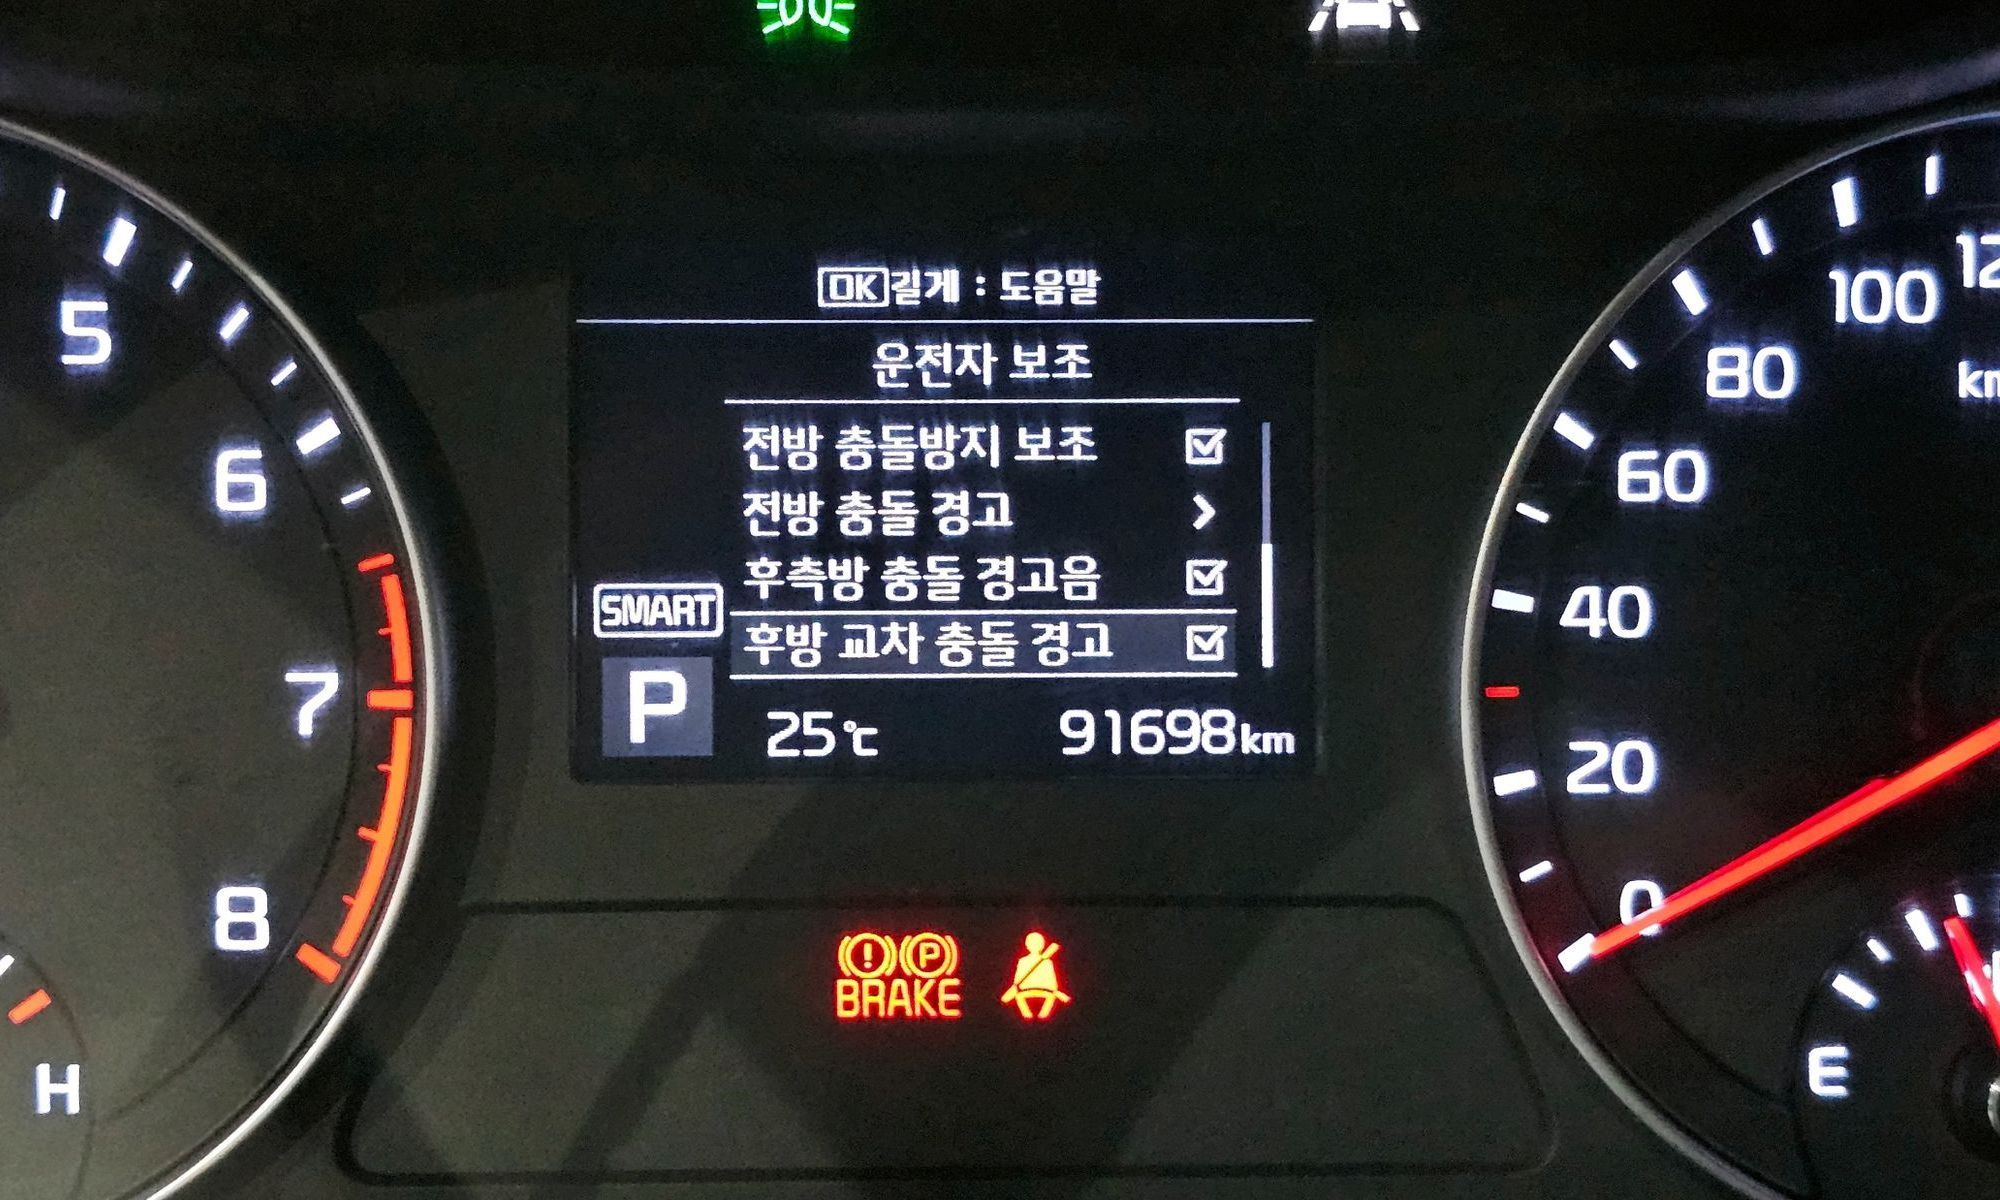 OK길게 : 도움말
운전자 보조
전방 충돌방지 보조
전방 충돌 경고
후측방 충돌 경고음
후방 교차 충돌 경고
SMART
P
25℃
91698km
5
6
7
8
H
100
80
60
40
20
0
E
! P
BRAKE